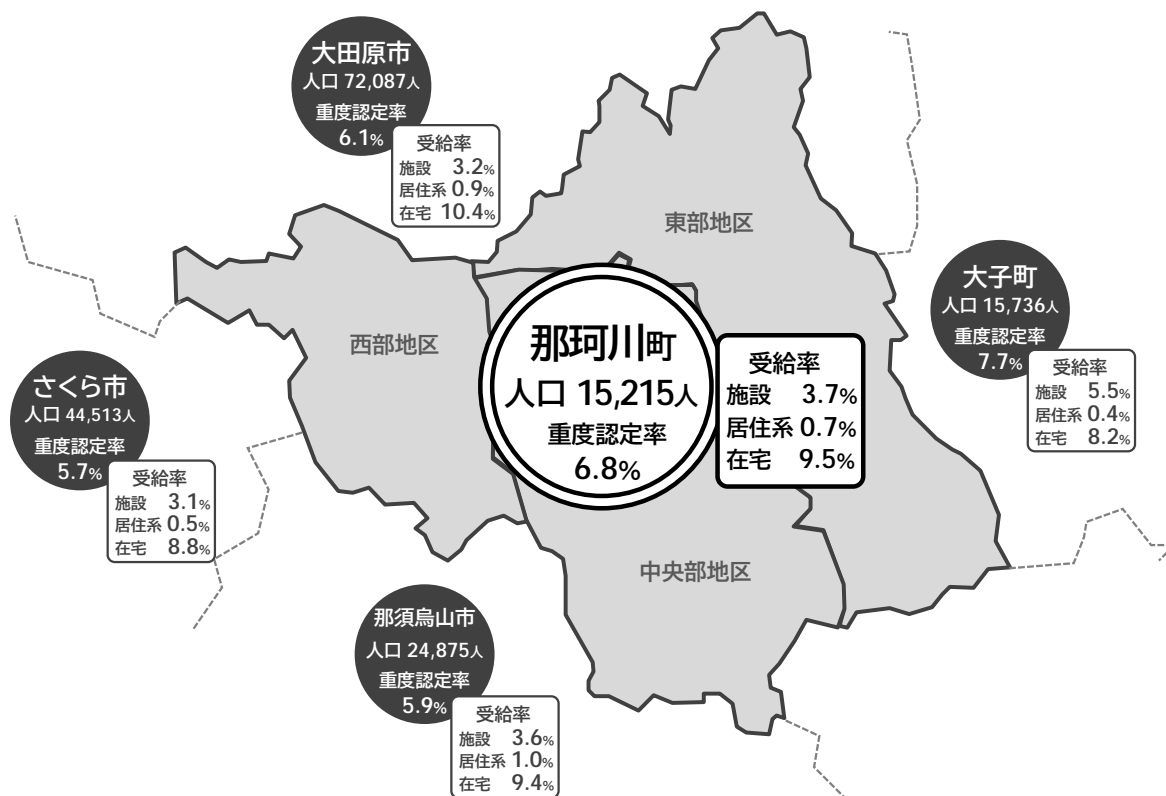 大田原市
人口 72,087人
重度認定率
6.1%
受給率
施設 3.2%
居住系 0.9%
在宅 10.4%
東部地区
大子町
人口 15,736人
重度認定率
7.7%
受給率
施設 5.5%
居住系 0.4%
在宅 8.2%
西部地区
那珂川町
人口 15,215人
重度認定率
6.8%
受給率
施設 3.7%
居住系 0.7%
在宅 9.5%
さくら市
人口 44,513人
重度認定率
5.7%
受給率
施設 3.1%
居住系 0.5%
在宅 8.8%
中央部地区
那須烏山市
人口 24,875人
重度認定率
5.9%
受給率
施設 3.6%
居住系 1.0%
在宅 9.4%